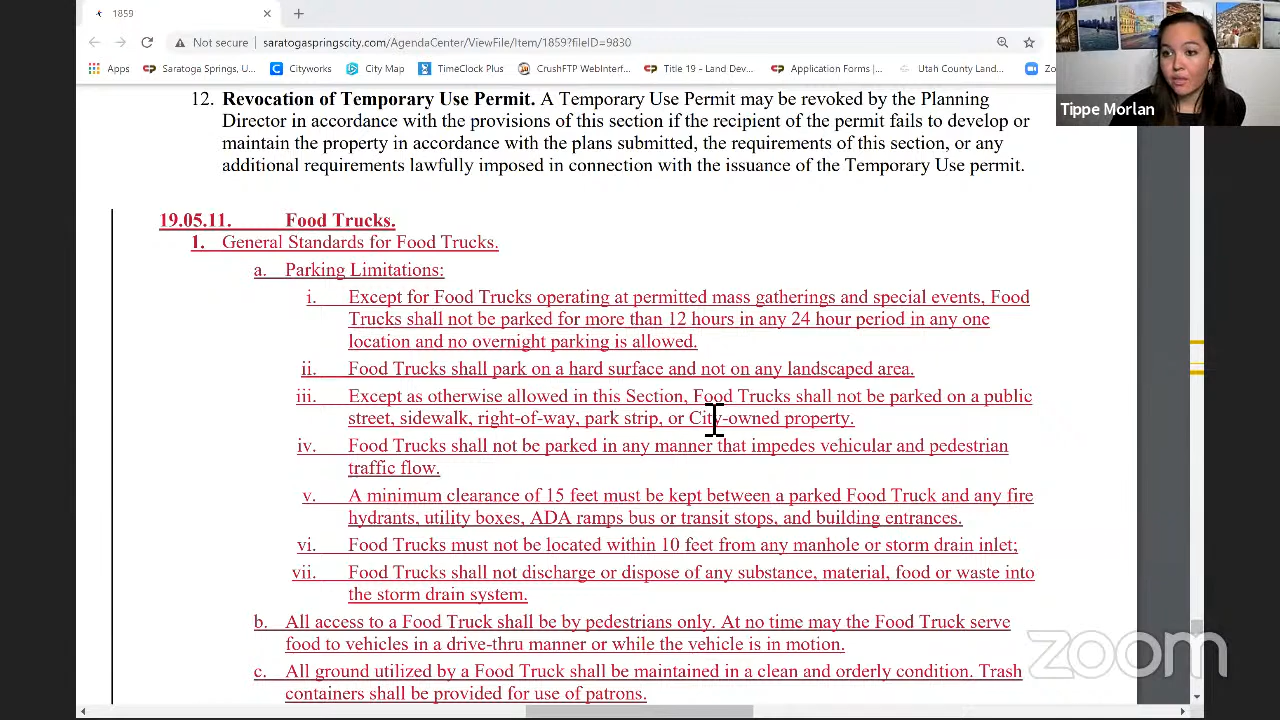 1859
Not secure | saratogaspringscity.com/AgendaCenter/ViewFile/Item/1859?fileID=9830
Apps Saratoga Springs, U... Cityworks City Map TimeClockPlus CrushFTP WebInterf... Title 19 - Land Dev... Application Forms |... Utah County Land... Zo
Tippe Morlan
12. Revocation of Temporary Use Permit. A Temporary Use Permit may be revoked by the Planning
Director in accordance with the provisions of this section if the recipient of the permit fails to develop or
maintain the property in accordance with the plans submitted, the requirements of this section, or any
additional requirements lawfully imposed in connection with the issuance of the Temporary Use permit.
19.05.11. Food Trucks.
1. General Standards for Food Trucks.
a. Parking Limitations:
i. Except for Food Trucks operating at permitted mass gatherings and special events, Food
Trucks shall not be parked for more than 12 hours in any 24 hour period in any one
location and no overnight parking is allowed.
ii. Food Trucks shall park on a hard surface and not on any landscaped area.
iii. Except as otherwise allowed in this Section, Food Trucks shall not be parked on a public
street, sidewalk, right-of-way, park strip, or City-owned property.
iv. Food Trucks shall not be parked in any manner that impedes vehicular and pedestrian
traffic flow.
v. A minimum clearance of 15 feet must be kept between a parked Food Truck and any fire
hydrants, utility boxes, ADA ramps bus or transit stops, and building entrances.
vi. Food Trucks must not be located within 10 feet from any manhole or storm drain inlet;
vii. Food Trucks shall not discharge or dispose of any substance, material, food or waste into
the storm drain system.
b. All access to a Food Truck shall be by pedestrians only. At no time may the Food Truck serve
food to vehicles in a drive-thru manner or while the vehicle is in motion.
c. All ground utilized by a Food Truck shall be maintained in a clean and orderly condition. Trash
containers shall be provided for use of patrons.
zoom